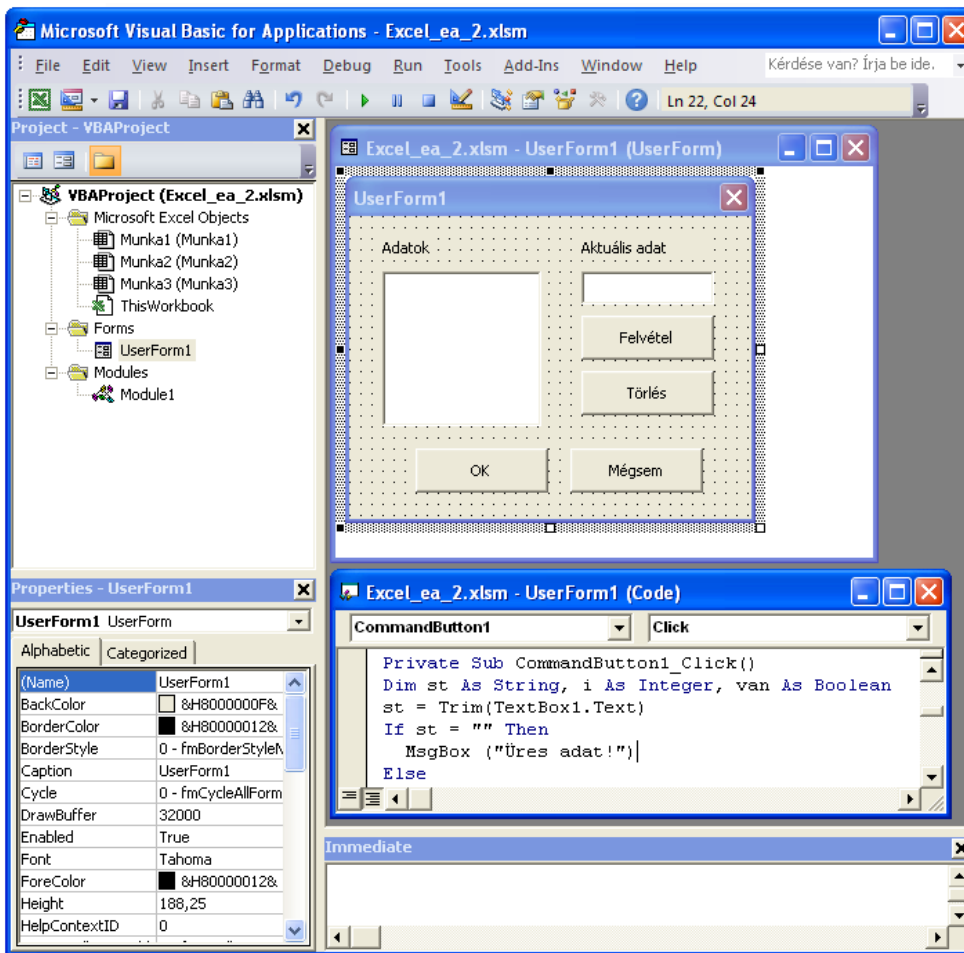 Microsoft Visual Basic for Applications - Excel_ea_2.xlsm
File Edit View Insert Format Debug Run Tools Add-Ins Window Help Kérdése van? Írja be ide.
Ln 22, Col 24
Project - VBAProject
VBAProject (Excel_ea_2.xlsm)
Microsoft Excel Objects
Munka1 (Munka1)
Munka2 (Munka2)
Munka3 (Munka3)
ThisWorkbook
Forms
UserForm1
Modules
Module1
Excel_ea_2.xlsm - UserForm1 (UserForm)
UserForm1
Adatok Aktuális adat
Felvétel
Törlés
OK Mégsem
Properties - UserForm1
UserForm1 UserForm
Alphabetic Categorized
(Name) UserForm1
BackColor &H8000000F&
BorderColor &H80000012&
BorderStyle 0 - fmBorderStyleN
Caption UserForm1
Cycle 0 - fmCycleAllForm
DrawBuffer 32000
Enabled True
Font Tahoma
ForeColor &H80000012&
Height 188,25
HelpContextID 0
Excel_ea_2.xlsm - UserForm1 (Code)
CommandButton1 Click
Private Sub CommandButton1_Click()
Dim st As String, i As Integer, van As Boolean
st = Trim(TextBox1.Text)
If st = "" Then
MsgBox ("Üres adat!")
Else
Immediate